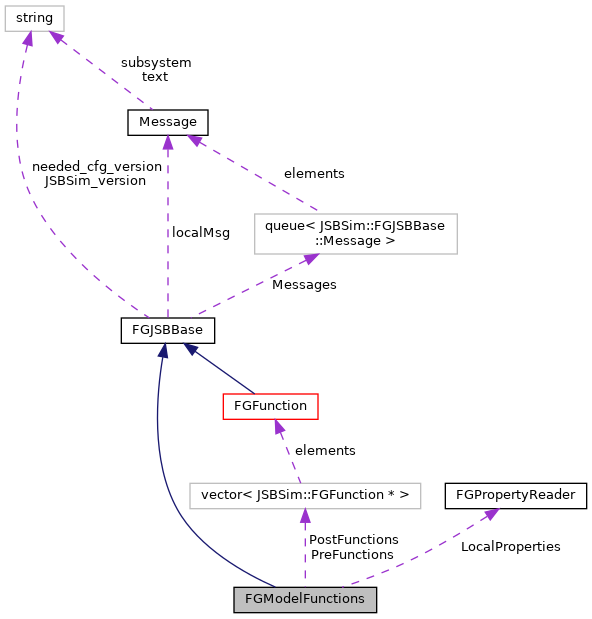 string
subsystem
text
Message
needed_cfg_version
JSBSim_version
elements
queue< JSBSim::FGJSBBase
::Message >
localMsg
Messages
FGJSBBase
FGFunction
elements
vector< JSBSim::FGFunction * >
FGPropertyReader
PostFunctions
PreFunctions
LocalProperties
FGModelFunctions